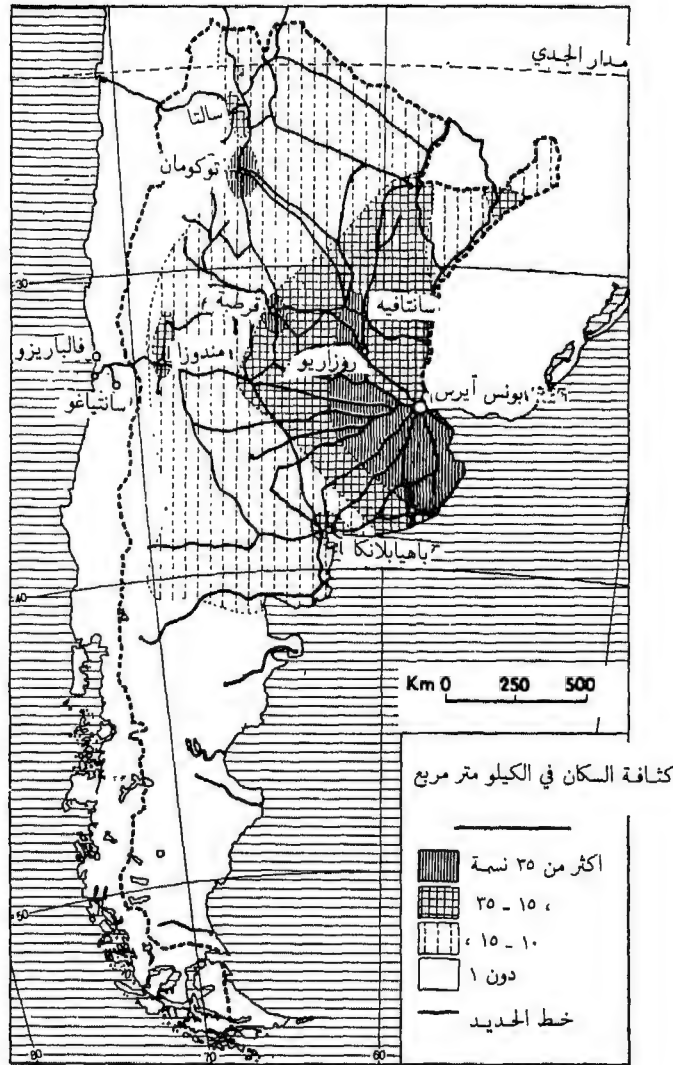 مدار الجدي
سالتا
توكومان
30
سانتافيه
قرطبة
فالباريزو
مندوزا
روزاريو
سانتياغو
بونس آيرس
باهيابلانكا
40
Km 0 250 500
كثافة السكان في الكيلو متر مربع
اكثر من ٣٥ نسمة
١٥ - ٣٥ ،
١٠ - ١٥ ،
دون ١
خط الحديد
50
80
70
60